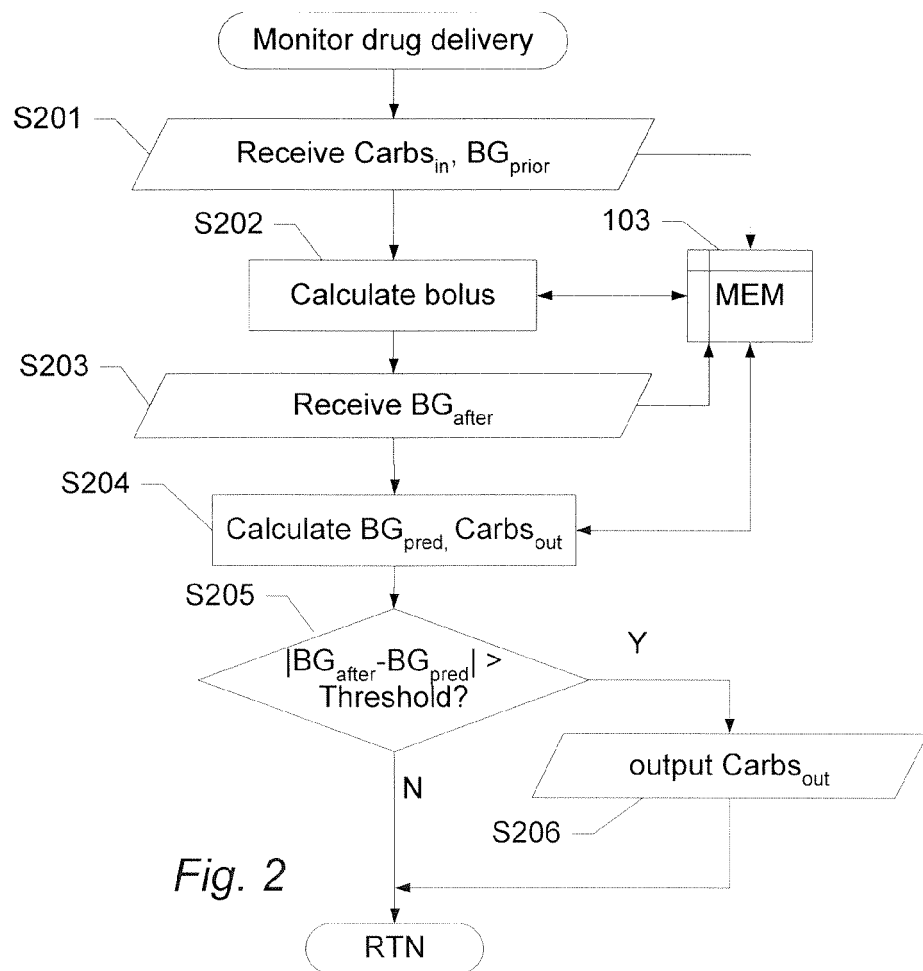 Monitor drug delivery
S201
Receive Carbsin, BGprior
S202
103
Calculate bolus
MEM
S203
Receive BGafter
S204
Calculate BGpred, Carbsout
S205
|BGafter-BGpred| >
Threshold?
Y
N
output Carbsout
S206
Fig. 2
RTN